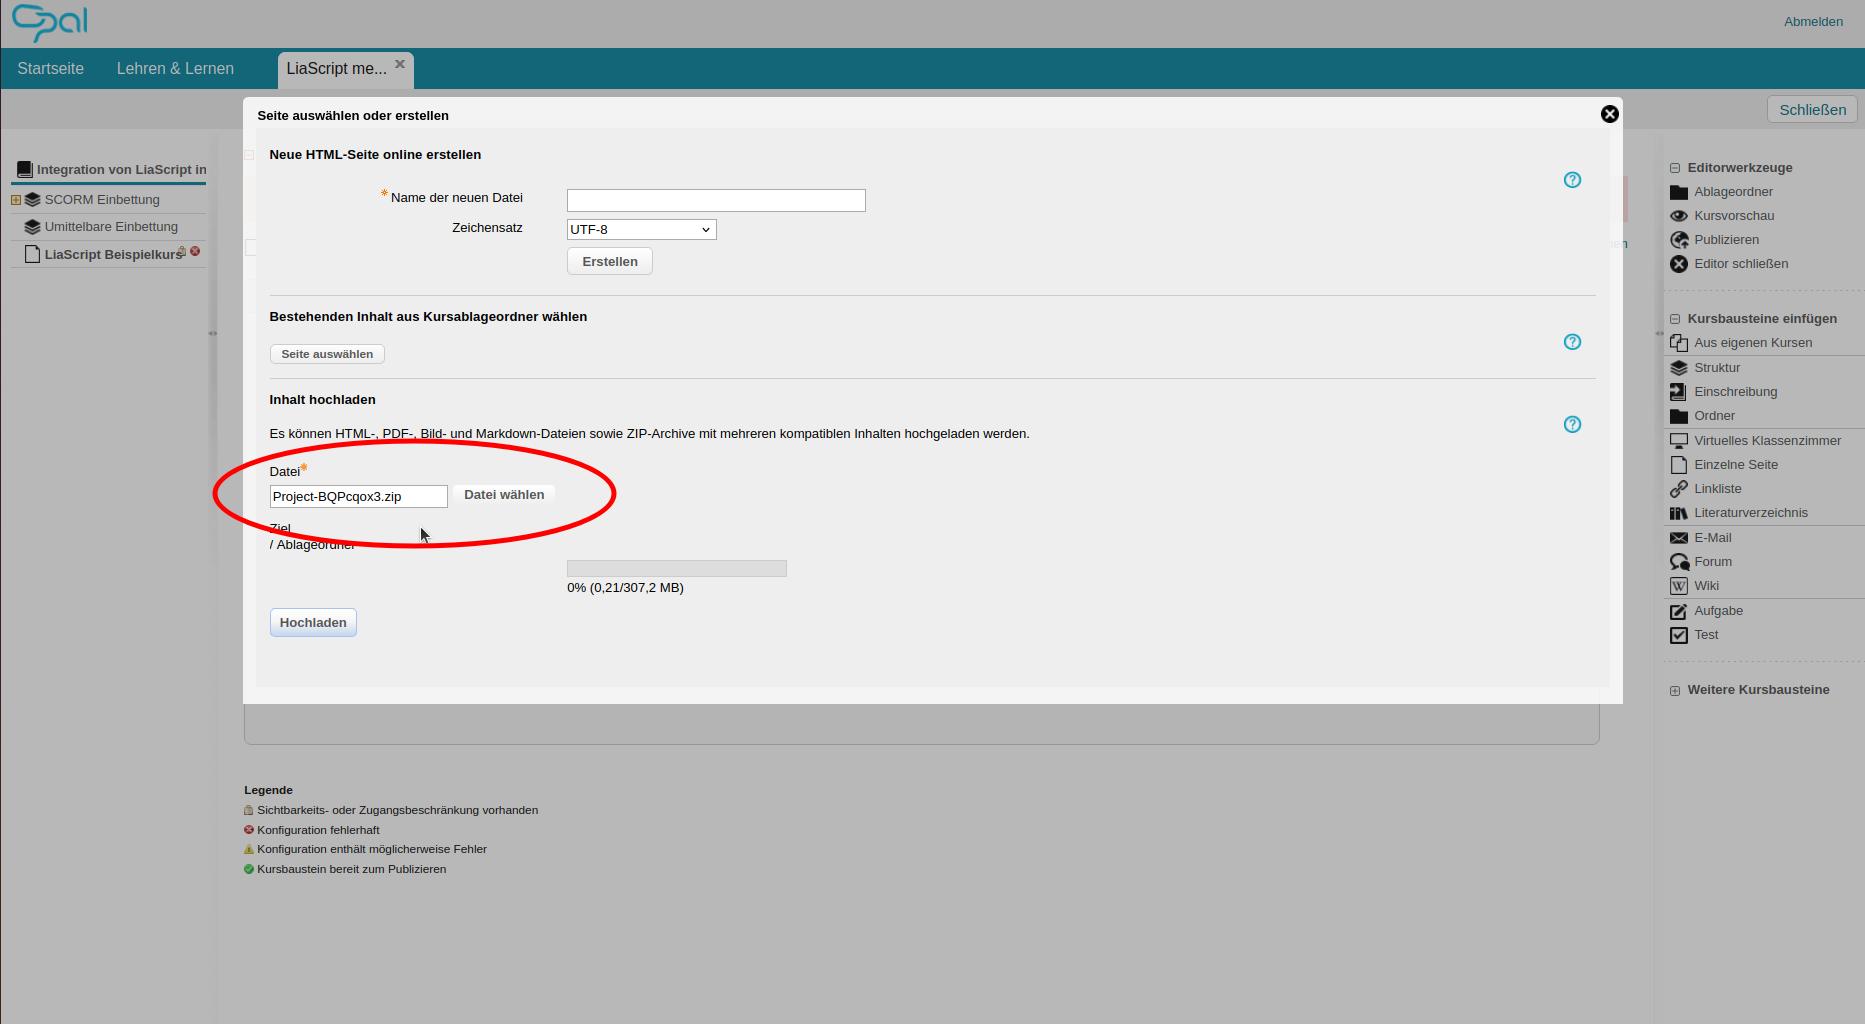 Opal
Abmelden
Startseite
Lehren & Lernen
LiaScript me...
Schließen
Integration von LiaScript in
SCORM Einbettung
Umittelbare Einbettung
LiaScript Beispielkurs
Seite auswählen oder erstellen
Neue HTML-Seite online erstellen
Name der neuen Datei
Zeichensatz
UTF-8
Erstellen
Bestehenden Inhalt aus Kursablageordner wählen
Seite auswählen
Inhalt hochladen
Es können HTML-, PDF-, Bild- und Markdown-Dateien sowie ZIP-Archive mit mehreren kompatiblen Inhalten hochgeladen werden.
Datei*
Project-BQPcqox3.zip
Datei wählen
Ziel
/ Ablageordner
0% (0,21/307,2 MB)
Hochladen
Legende
Sichtbarkeits- oder Zugangsbeschränkung vorhanden
Konfiguration fehlerhaft
Konfiguration enthält möglicherweise Fehler
Kursbaustein bereit zum Publizieren
Editorwerkzeuge
Ablageordner
Kursvorschau
Publizieren
Editor schließen
Kursbausteine einfügen
Aus eigenen Kursen
Struktur
Einschreibung
Ordner
Virtuelles Klassenzimmer
Einzelne Seite
Linkliste
Literaturverzeichnis
E-Mail
Forum
Wiki
Aufgabe
Test
Weitere Kursbausteine